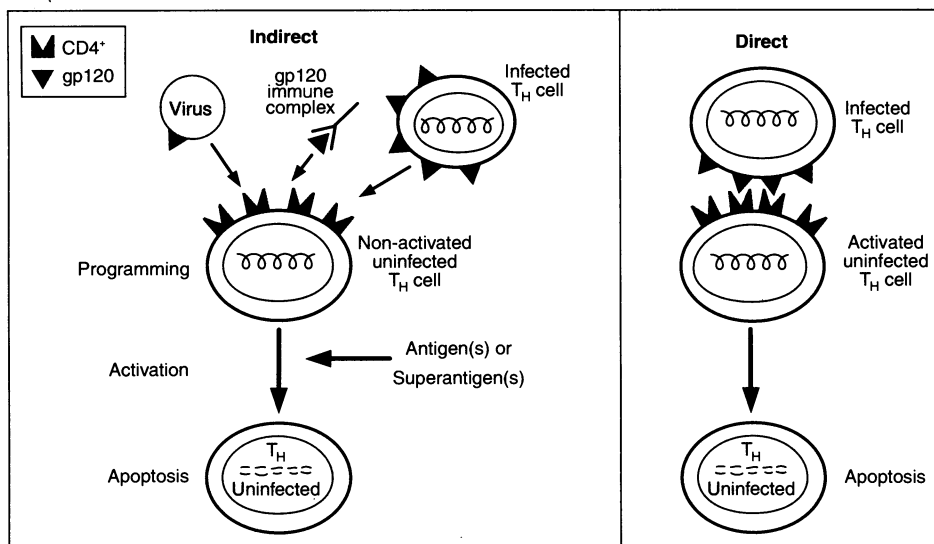 CD4⁺
gp120
Indirect
Virus
gp120
immune
complex
Infected
T_H cell
Programming
Non-activated
uninfected
T_H cell
Activation
Antigen(s) or
Superantigen(s)
Apoptosis
T_H
Uninfected
Direct
Infected
T_H cell
Activated
uninfected
T_H cell
T_H
Uninfected
Apoptosis